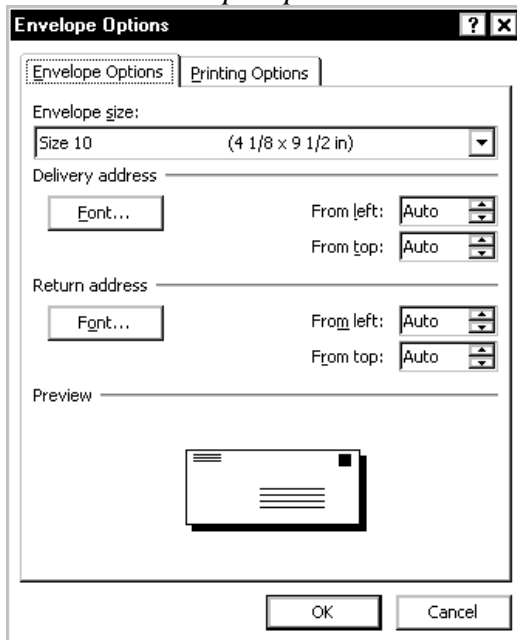 Envelope Options
Envelope Options Printing Options
Envelope size:
Size 10 (4 1/8 x 9 1/2 in)
Delivery address
Font... From left: Auto
From top: Auto
Return address
Font... From left: Auto
From top: Auto
Preview
OK Cancel